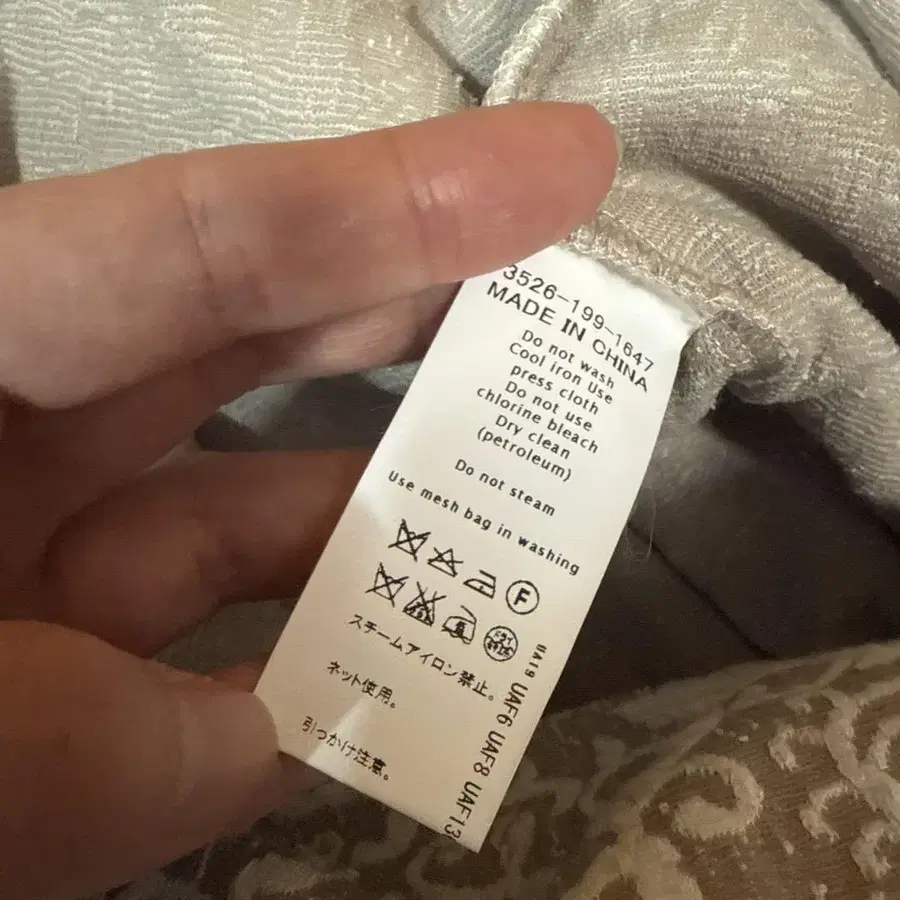 3526-199-1647
MADE IN CHINA
Do not wash
Cool iron Use
press cloth
Do not use
chlorine bleach
Dry clean
(petroleum)
Do not steam
Use mesh bag in washing
F
スチームアイロン禁止。
ネット使用。
引っかけ注意。
UA19 UAF6 UAF8 UAF13